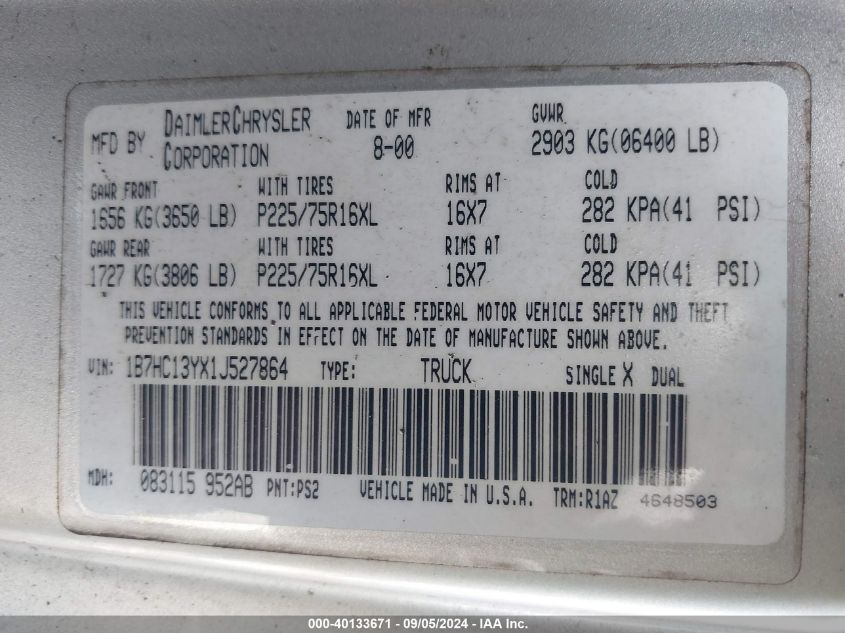 MFD BY DAIMLERCHRYSLER CORPORATION DATE OF MFR 8-00 GVWR 2903 KG(06400 LB)
GAWR FRONT WITH TIRES RIMS AT COLD
1656 KG(3650 LB) P225/75R16XL 16X7 282 KPA(41 PSI)
GAWR REAR WITH TIRES RIMS AT COLD
1727 KG(3806 LB) P225/75R16XL 16X7 282 KPA(41 PSI)
THIS VEHICLE CONFORMS TO ALL APPLICABLE FEDERAL MOTOR VEHICLE SAFETY AND THEFT
PREVENTION STANDARDS IN EFFECT ON THE DATE OF MANUFACTURE SHOWN ABOVE.
VIN: 1B7HC13YX1J527864 TYPE: TRUCK SINGLE X DUAL
MDH: 083115 952AB PNT:PS2 VEHICLE MADE IN U.S.A. TRM:R1AZ 4648503
000-40133671 - 09/05/2024 - IAA Inc.